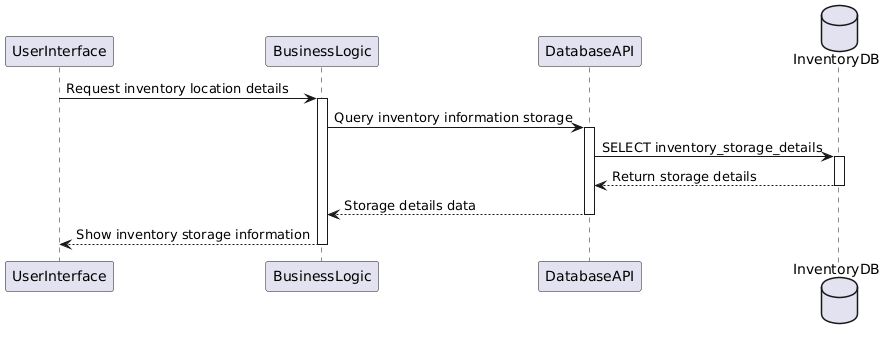 InventoryDB
UserInterface
BusinessLogic
DatabaseAPI
Request inventory location details
Query inventory information storage
SELECT inventory_storage_details
Return storage details
Storage details data
Show inventory storage information
UserInterface
BusinessLogic
DatabaseAPI
InventoryDB